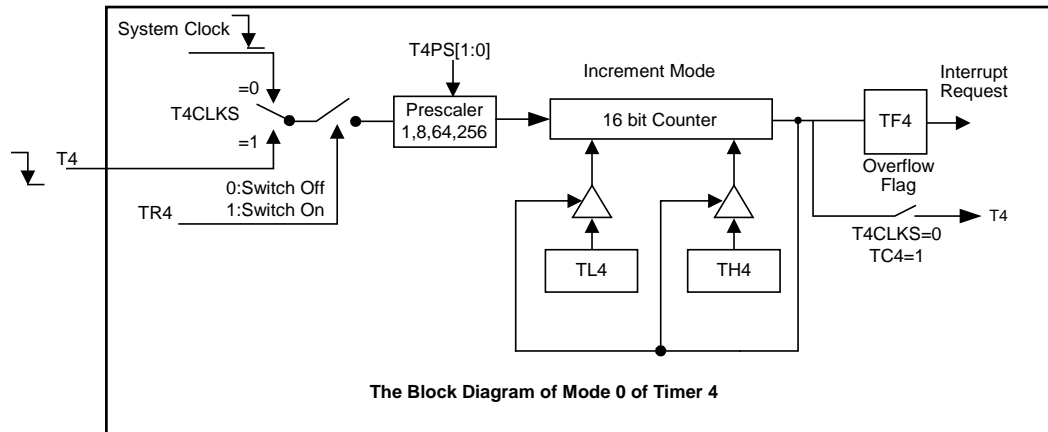 System Clock
T4PS[1:0]
Increment Mode
Interrupt
Request
=0
T4CLKS
Prescaler
1,8,64,256
16 bit Counter
TF4
=1
T4
Overflow
Flag
0:Switch Off
1:Switch On
TR4
T4
T4CLKS=0
TC4=1
TL4
TH4
The Block Diagram of Mode 0 of Timer 4